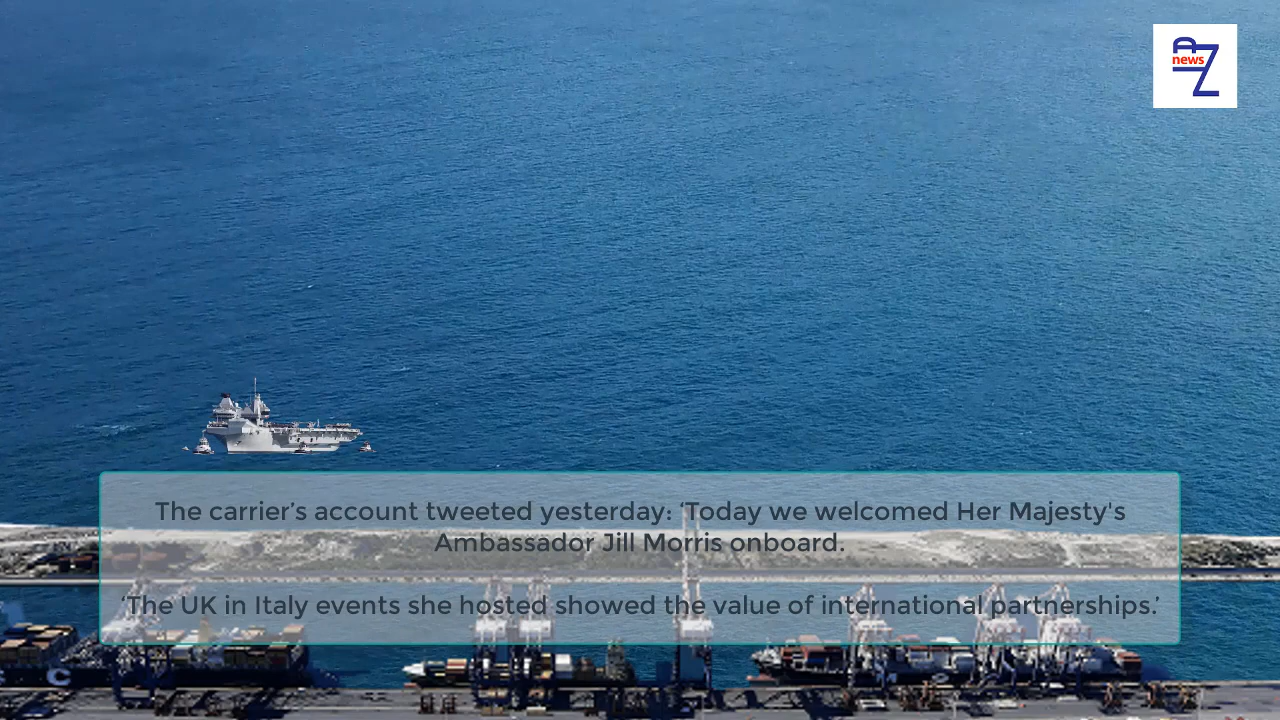 A
news
Z
The carrier’s account tweeted yesterday: ‘Today we welcomed Her Majesty's
Ambassador Jill Morris onboard.
‘The UK in Italy events she hosted showed the value of international partnerships.’
C